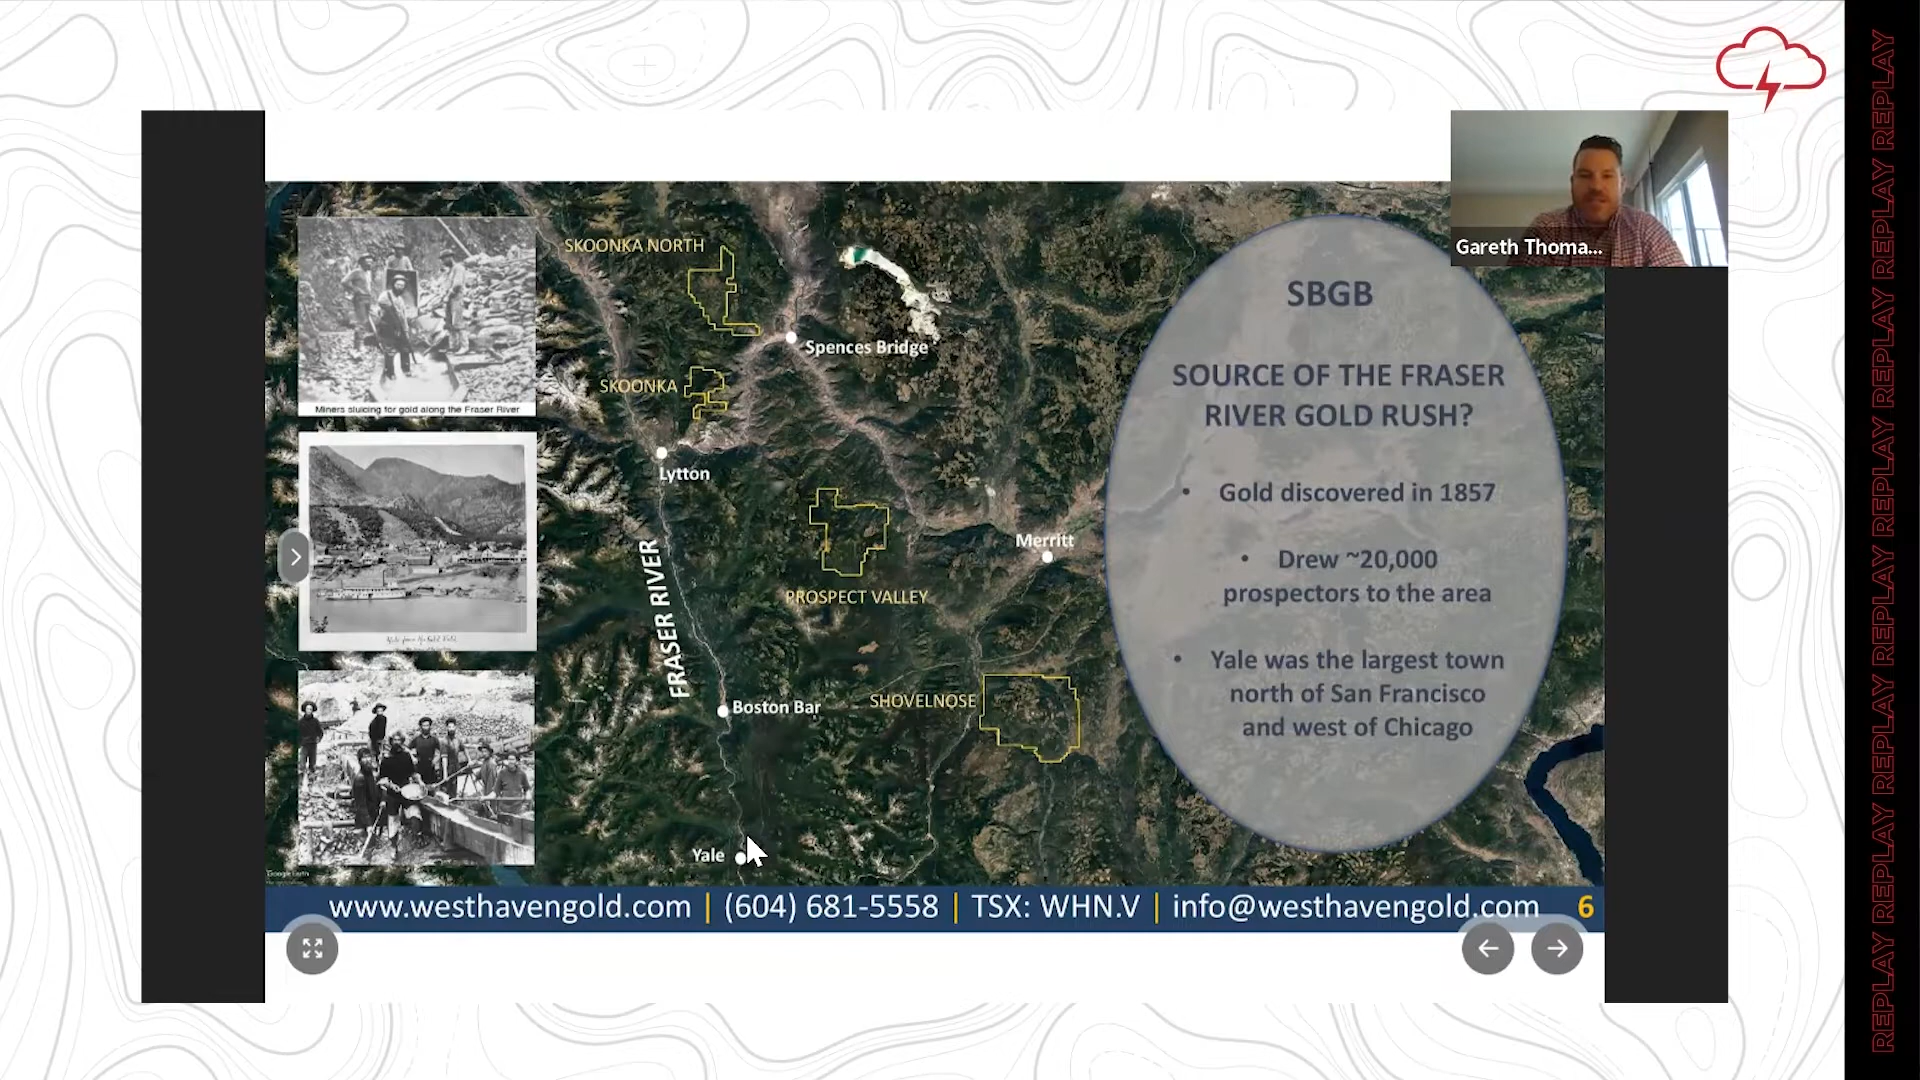 Gareth Thoma...
SKOONKA NORTH
Spences Bridge
SKOONKA
Lytton
FRASER RIVER
PROSPECT VALLEY
Merritt
SHOVELNOSE
Boston Bar
Yale
Miners sluicing for gold along the Fraser River
Google Earth
SBGB
SOURCE OF THE FRASER
RIVER GOLD RUSH?
• Gold discovered in 1857
• Drew ~20,000
prospectors to the area
• Yale was the largest town
north of San Francisco
and west of Chicago
www.westhavengold.com | (604) 681-5558 | TSX: WHN.V | info@westhavengold.com 6
REPLAY REPLAY REPLAY REPLAY REPLAY REPLAY REPLAY REPLAY REPLAY REPLAY